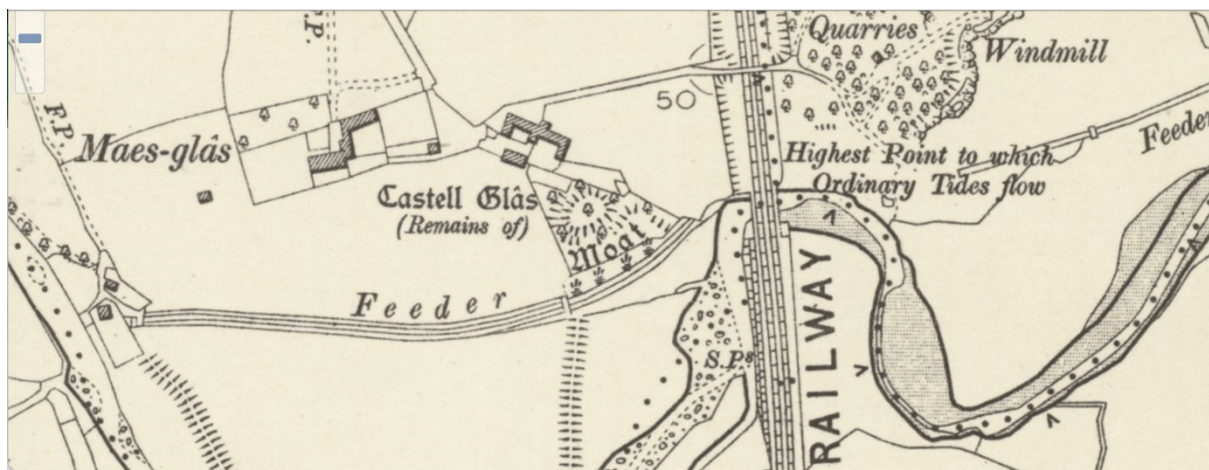 F.P.
Quarries
Windmill
50
F.P.
Maes-glâs
Feeder
Highest Point to which
Ordinary Tides flow
Castell Glâs
(Remains of)
Moat
Feeder
RAILWAY
S.Ps